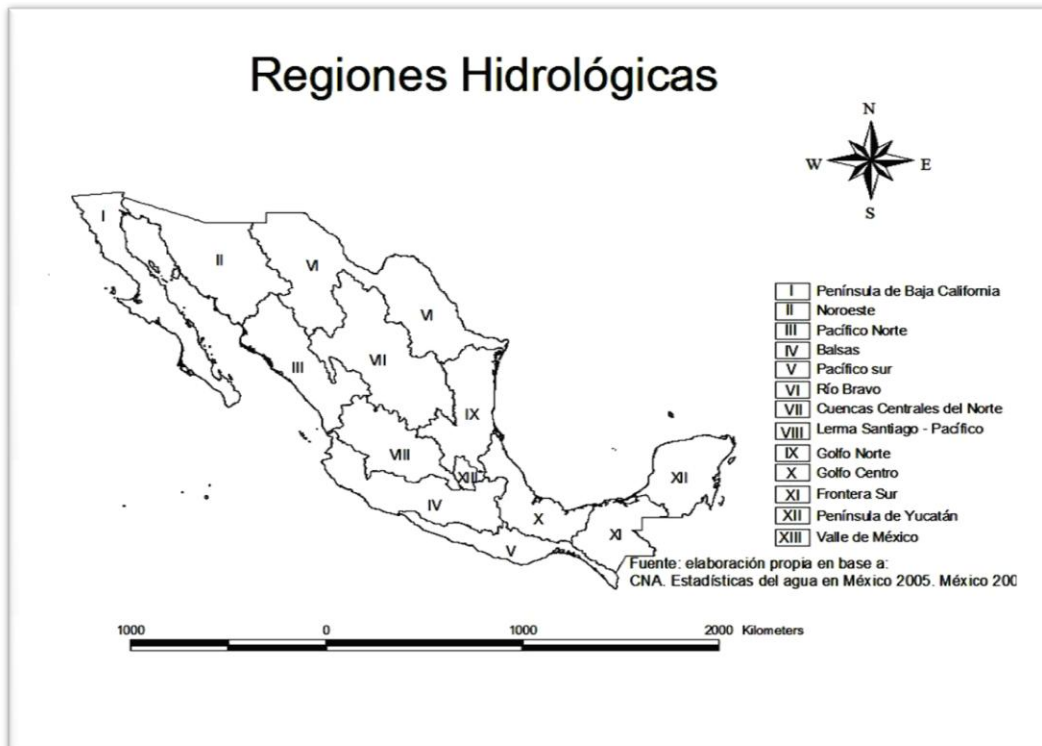 Regiones Hidrológicas
N
W E
S
I
II
VI
VI
III
VII
IX
VIII
XIII
XII
IV
X
XI
V
I Península de Baja California
II Noroeste
III Pacífico Norte
IV Balsas
V Pacífico sur
VI Río Bravo
VII Cuencas Centrales del Norte
VIII Lerma Santiago - Pacífico
IX Golfo Norte
X Golfo Centro
XI Frontera Sur
XII Península de Yucatán
XIII Valle de México
Fuente: elaboración propia en base a:
CNA. Estadísticas del agua en México 2005. México 200
1000 0 1000 2000 Kilometers